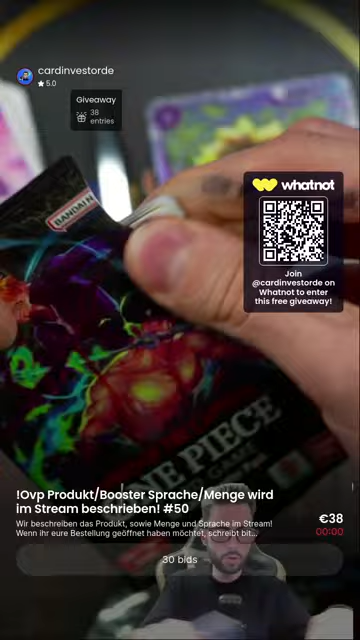 cardinvestorde
★ 5.0
Giveaway
38
entries
BANDAI
whatnot
Join
@cardinvestorde on
Whatnot to enter
this free giveaway!
ONE PIECE
!Ovp Produkt/Booster Sprache/Menge wird
im Stream beschrieben! #50
€38
Wir beschreiben das Produkt, sowie Menge und Sprache im Stream!
Wenn ihr eure Bestellung geöffnet haben möchtet, schreibt bit...
00:00
30 bids